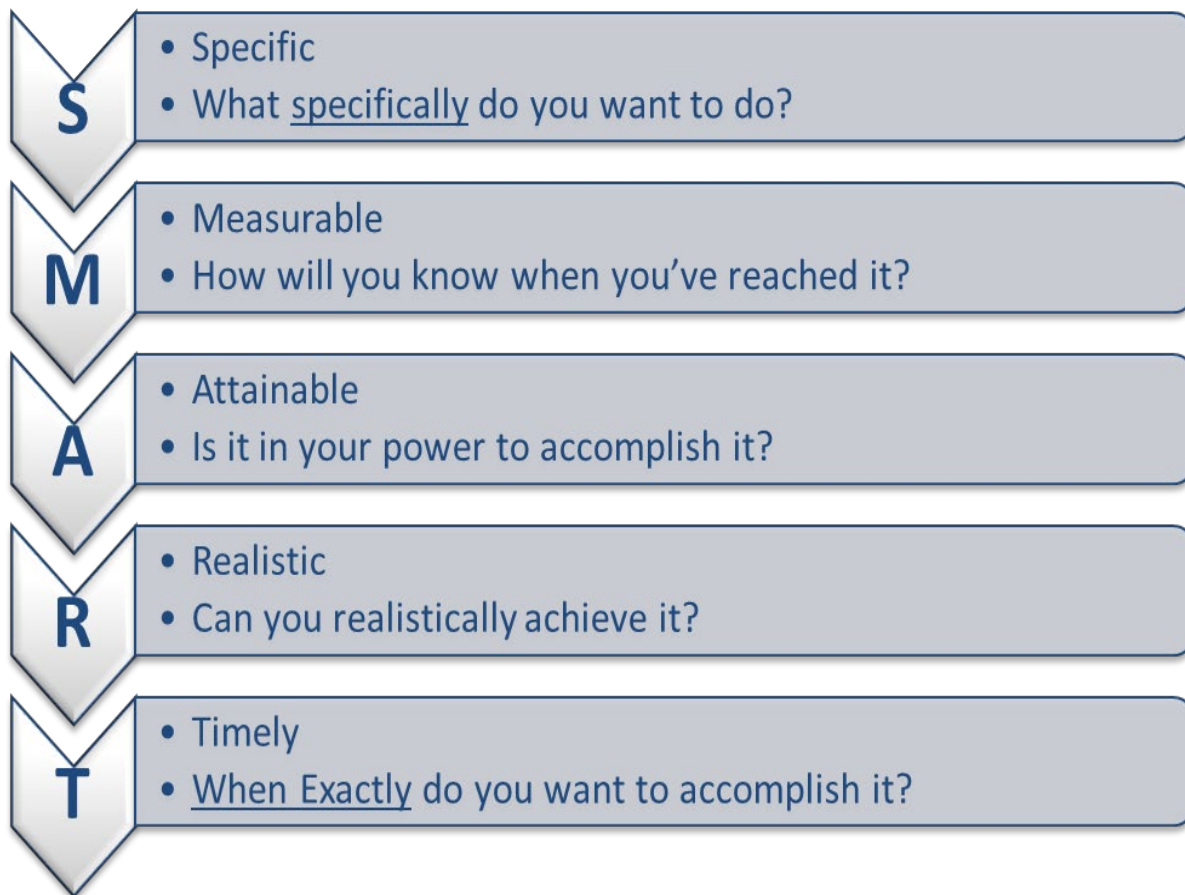 S
• Specific
• What specifically do you want to do?
M
• Measurable
• How will you know when you’ve reached it?
A
• Attainable
• Is it in your power to accomplish it?
R
• Realistic
• Can you realistically achieve it?
T
• Timely
• When Exactly do you want to accomplish it?